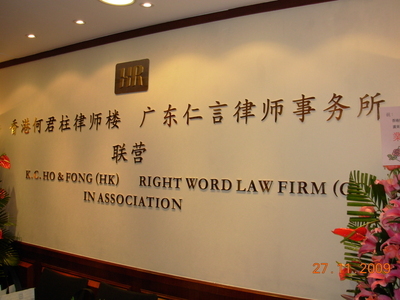 香港何君柱律师楼 广东仁言律师事务所
联营
K. C. HO & FONG (HK) RIGHT WORD LAW FIRM
IN ASSOCIATION
27.11.2009